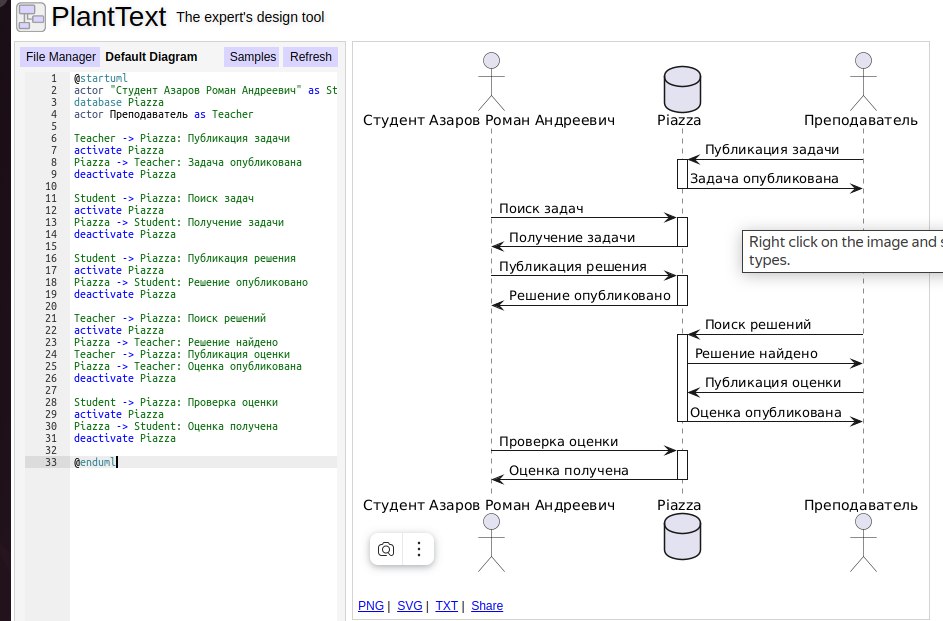 PlantText The expert's design tool
File Manager Default Diagram Samples Refresh
1 @startuml
2 actor "Студент Азаров Роман Андреевич" as St
3 database Piazza
4 actor Преподаватель as Teacher
5
6 Teacher -> Piazza: Публикация задачи
7 activate Piazza
8 Piazza -> Teacher: Задача опубликована
9 deactivate Piazza
10
11 Student -> Piazza: Поиск задач
12 activate Piazza
13 Piazza -> Student: Получение задачи
14 deactivate Piazza
15
16 Student -> Piazza: Публикация решения
17 activate Piazza
18 Piazza -> Student: Решение опубликовано
19 deactivate Piazza
20
21 Teacher -> Piazza: Поиск решений
22 activate Piazza
23 Piazza -> Teacher: Решение найдено
24 Teacher -> Piazza: Публикация оценки
25 Piazza -> Teacher: Оценка опубликована
26 deactivate Piazza
27
28 Student -> Piazza: Проверка оценки
29 activate Piazza
30 Piazza -> Student: Оценка получена
31 deactivate Piazza
32
33 @enduml
Студент Азаров Роман Андреевич Piazza Преподаватель
Публикация задачи
Задача опубликована
Поиск задач
Получение задачи
Right click on the image and s
types.
Публикация решения
Решение опубликовано
Поиск решений
Решение найдено
Публикация оценки
Оценка опубликована
Проверка оценки
Оценка получена
Студент Азаров Роман Андреевич Piazza Преподаватель
PNG | SVG | TXT | Share